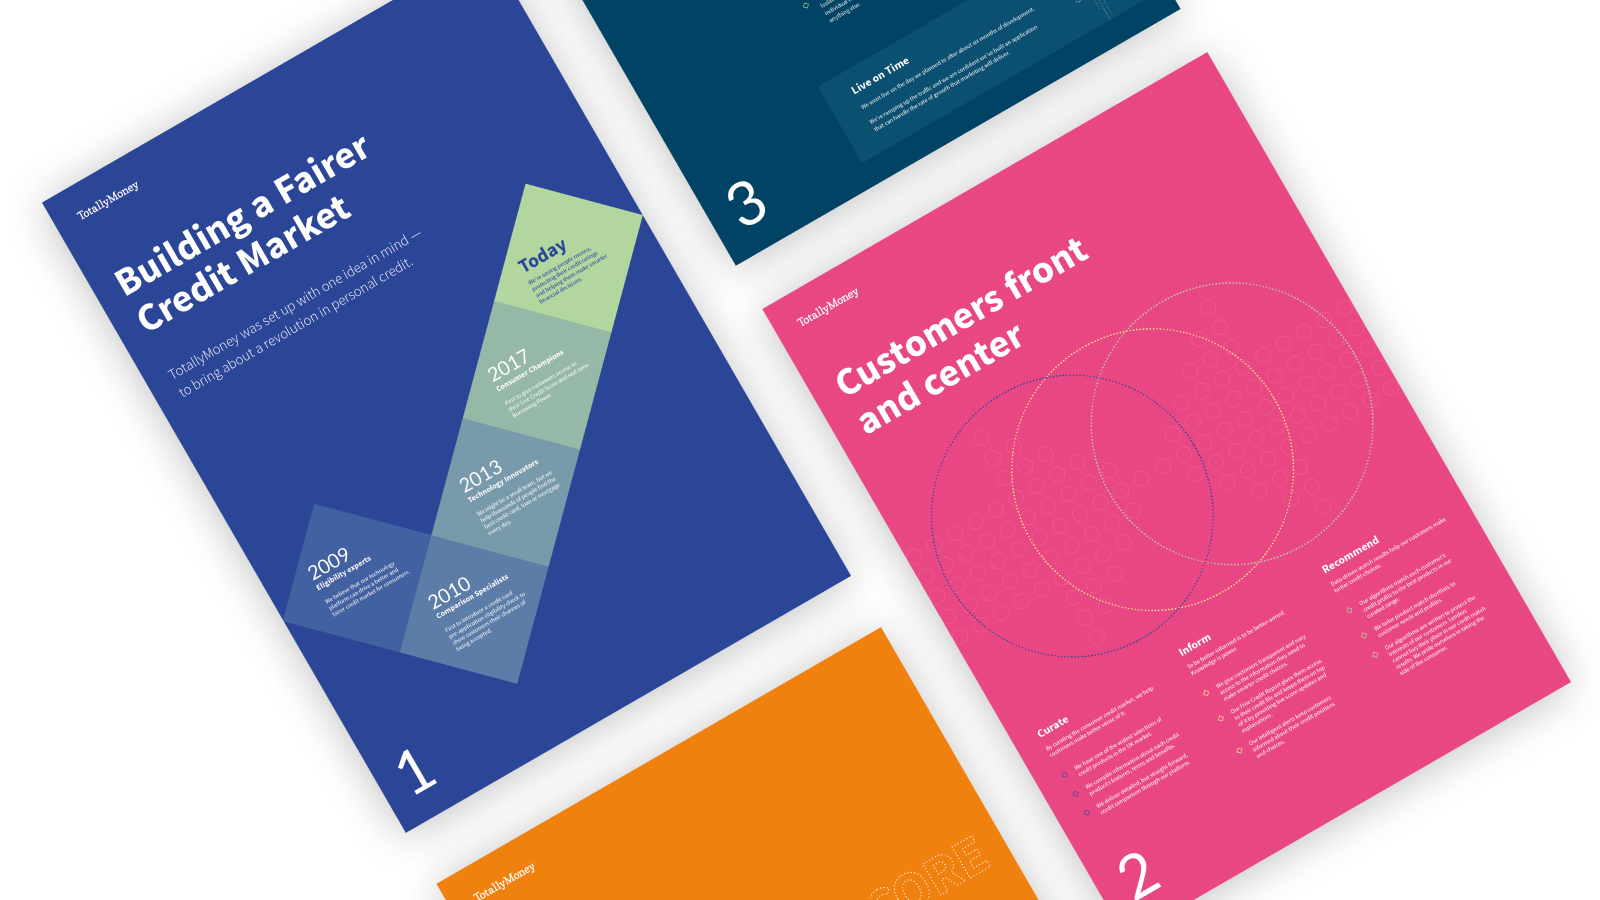 TotallyMoney
Building a Fairer
Credit Market
TotallyMoney was set up with one idea in mind —
to bring about a revolution in personal credit.
Today
We're saving people money,
protecting their credit ratings
and helping them make smarter
financial decisions.
2017
Consumer Champions
First to give customers access to
their Live Credit Score and real-time
Borrowing Power.
2013
Technology Innovators
We might be a small team, but we
help thousands of people find the
best credit card, loan or mortgage
every day.
2009
Eligibility experts
We believe that our technology
platform can drive a better and
fairer credit market for consumers.
2010
Comparison Specialists
First to introduce a credit card
pre-application eligibility check to
show customers their chances of
being accepted.
1
individual
anything else.
Live on Time
We went live on the day we planned to after about six months of development.
We're ramping up the traffic and we are confident we've built an application
that can handle the rate of growth that marketing will deliver.
3
TotallyMoney
Customers front
and center
Curate
By curating the consumer credit market, we help
customers make better sense of it.
We have one of the widest selections of
credit products in the UK market.
We compile information about each credit
product's features, terms and benefits.
We deliver detailed, but straight-forward,
credit comparison through our platform.
Inform
To be better informed is to be better armed.
Knowledge is power.
We give customers transparent and easy
access to the information they need to
make smarter credit choices.
Our Free Credit Report gives them access
to their credit file and keeps them on top
of it by providing live score updates and
explanations.
Our intelligent alerts keep customers
informed about their credit positions
and choices.
Recommend
Data-driven search results help our customers make
better credit choices.
Our algorithms match each customer's
credit profile to the best products in our
curated range.
We tailor product match shortlists to
customer needs and profiles.
Our algorithms are written to protect the
interests of our customers. Lenders
cannot buy their place in our credit match
results. We pride ourselves in taking the
side of the consumer.
2
TotallyMoney
CORE